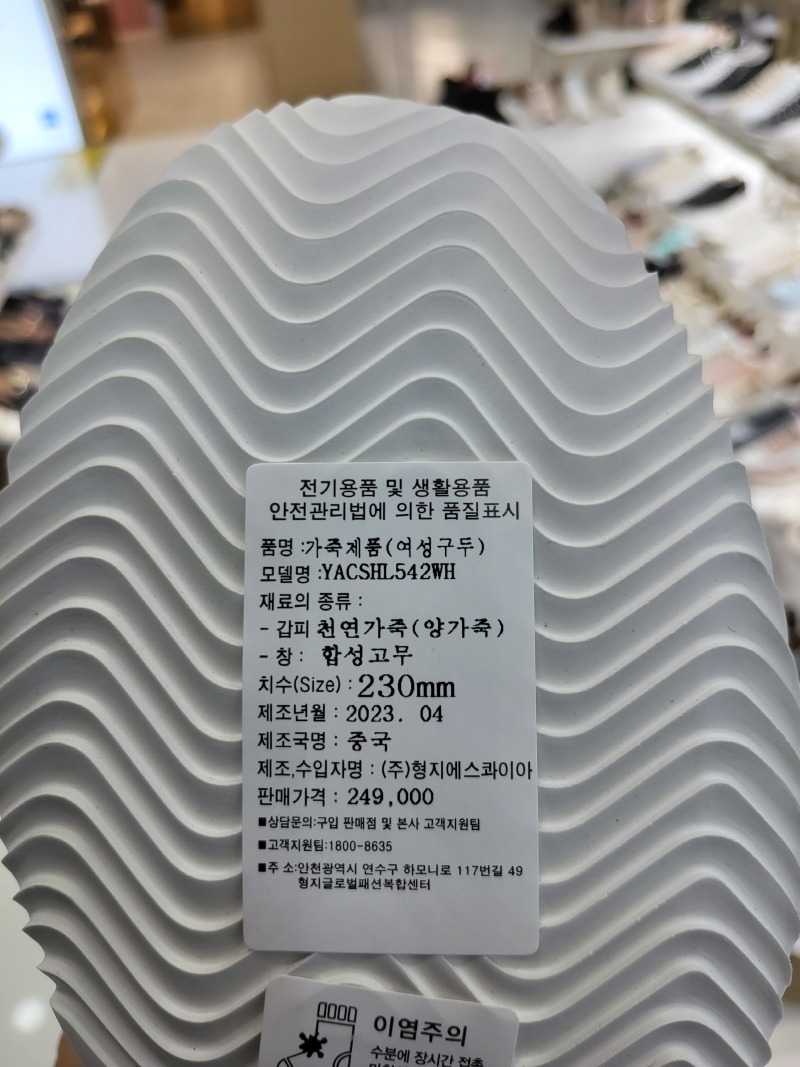 전기용품 및 생활용품
안전관리법에 의한 품질표시
품명 :가죽제품(여성구두)
모델명 :YACSHL542WH
재료의 종류 :
- 갑피 천연가죽(양가죽)
- 창 : 합성고무
치수(Size) : 230mm
제조년월 : 2023. 04
제조국명 : 중국
제조,수입자명 : (주)형지에스콰이아
판매가격 : 249,000
■상담문의:구입 판매점 및 본사 고객지원팀
■고객지원팀:1800-8635
■주 소:인천광역시 연수구 하모니로 117번길 49
형지글로벌패션복합센터
이염주의
수분에 장시간 접촉